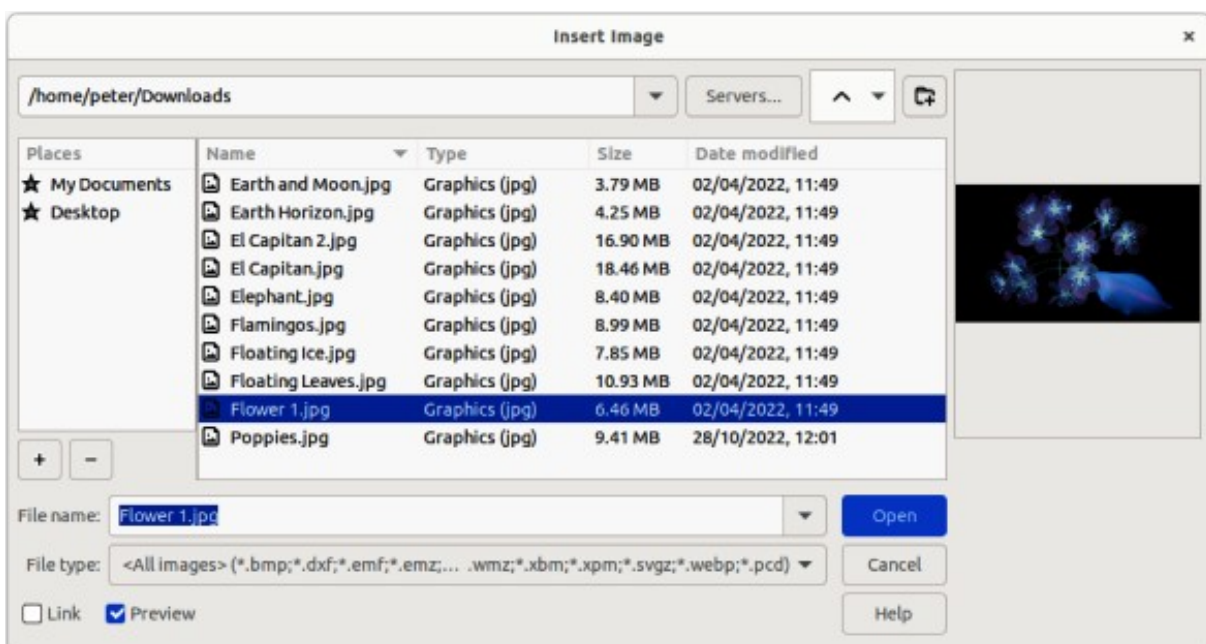 Insert Image
/home/peter/Downloads Servers...
Places Name Type Size Date modified
My Documents Earth and Moon.jpg Graphics (jpg) 3.79 MB 02/04/2022, 11:49
Desktop Earth Horizon.jpg Graphics (jpg) 4.25 MB 02/04/2022, 11:49
El Capitan 2.jpg Graphics (jpg) 16.90 MB 02/04/2022, 11:49
El Capitan.jpg Graphics (jpg) 18.46 MB 02/04/2022, 11:49
Elephant.jpg Graphics (jpg) 8.40 MB 02/04/2022, 11:49
Flamingos.jpg Graphics (jpg) 8.99 MB 02/04/2022, 11:49
Floating Ice.jpg Graphics (jpg) 7.85 MB 02/04/2022, 11:49
Floating Leaves.jpg Graphics (jpg) 10.93 MB 02/04/2022, 11:49
Flower 1.jpg Graphics (jpg) 6.46 MB 02/04/2022, 11:49
Poppies.jpg Graphics (jpg) 9.41 MB 28/10/2022, 12:01
File name: Flower 1.jpg Open
File type: <All images> (*.bmp;*.dxf;*.emf;*.emz;... .wmz;*.xbm;*.xpm;*.svgz;*.webp;*.pcd) Cancel
Link Preview Help